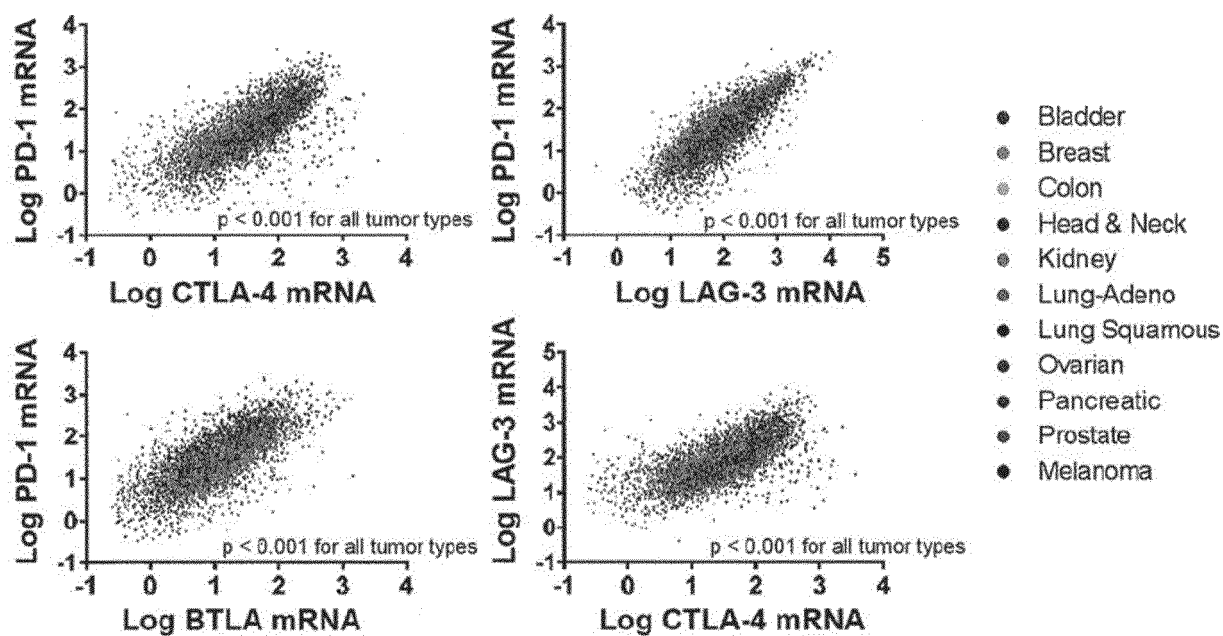 4
3
2
1
0
-1
Log PD-1 mRNA
p < 0.001 for all tumor types
-1 0 1 2 3 4
Log CTLA-4 mRNA
4
3
2
1
0
-1
Log PD-1 mRNA
p < 0.001 for all tumor types
-1 0 1 2 3 4 5
Log LAG-3 mRNA
4
3
2
1
0
-1
Log PD-1 mRNA
p < 0.001 for all tumor types
-1 0 1 2 3 4
Log BTLA mRNA
5
4
3
2
1
0
-1
Log LAG-3 mRNA
p < 0.001 for all tumor types
-1 0 1 2 3 4
Log CTLA-4 mRNA
Bladder
Breast
Colon
Head & Neck
Kidney
Lung-Adeno
Lung Squamous
Ovarian
Pancreatic
Prostate
Melanoma